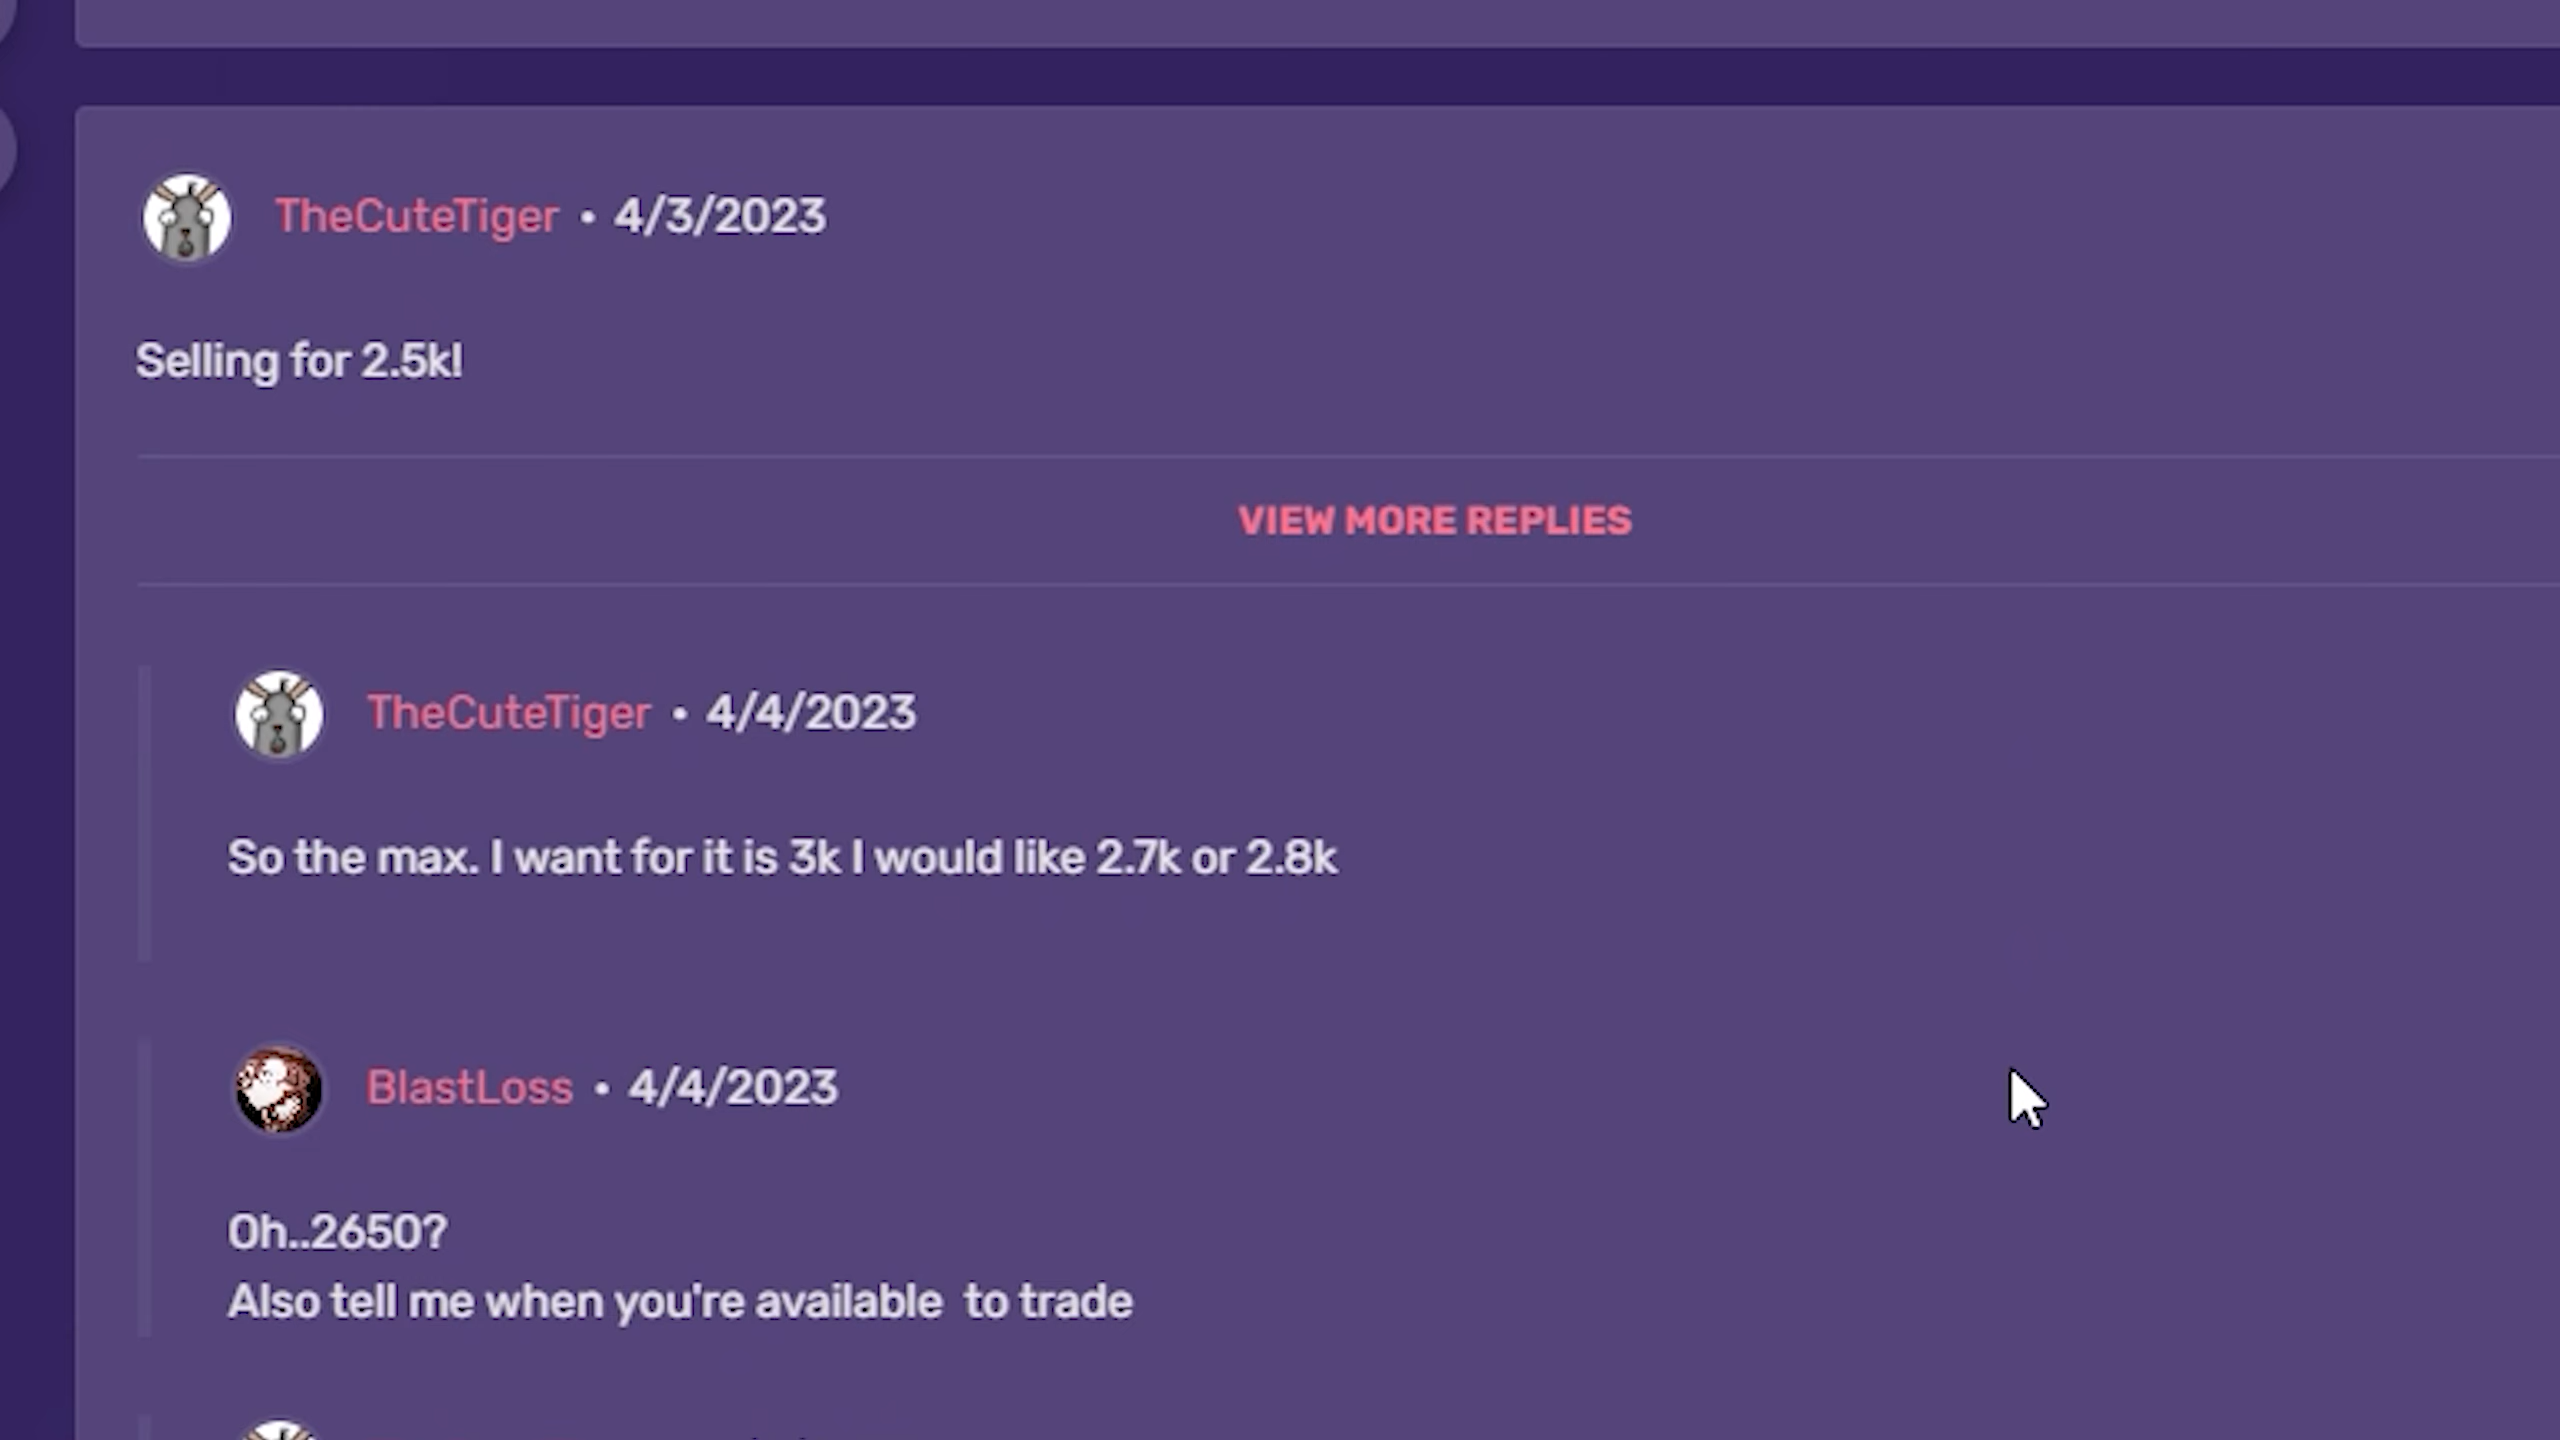 TheCuteTiger • 4/3/2023
Selling for 2.5k!
VIEW MORE REPLIES
TheCuteTiger • 4/4/2023
So the max. I want for it is 3k I would like 2.7k or 2.8k
BlastLoss • 4/4/2023
Oh..2650?
Also tell me when you're available  to trade